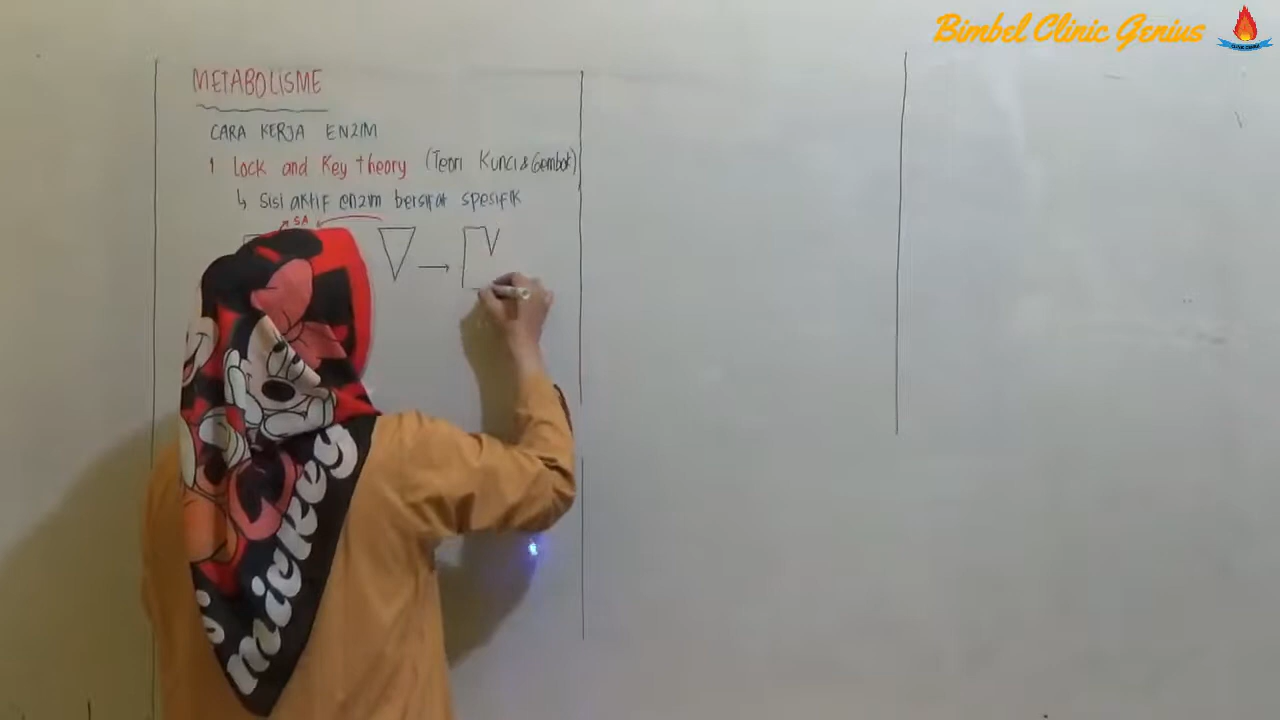 Bimbel Clinic Genius
METABOLISME
CARA KERJA ENZIM
1 Lock and Key theory (Teori Kunci & Gembok)
↳ Sisi aktif enzim bersifat spesifik
SA
mickey